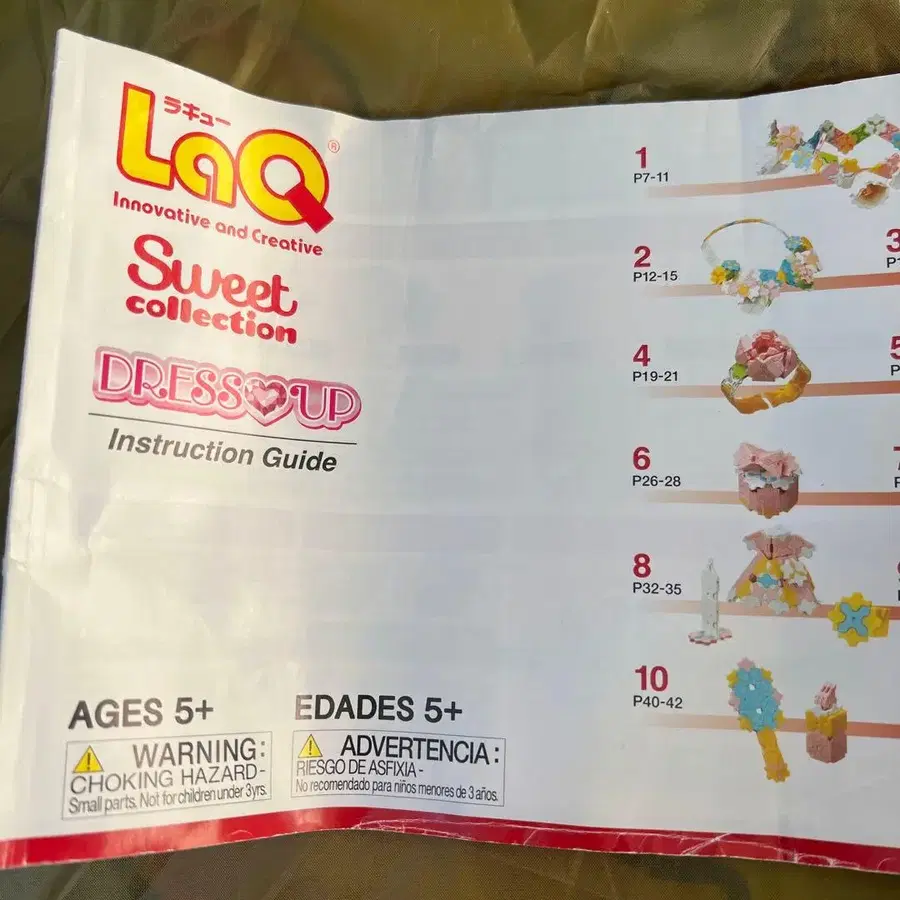 ラキュー
LaQ®
Innovative and Creative
Sweet
collection
DRESS UP
Instruction Guide
AGES 5+
WARNING:
CHOKING HAZARD-
Small parts. Not for children under 3yrs.
EDADES 5+
ADVERTENCIA:
RIESGO DE ASFIXIA-
No recomendado para niños menores de 3 años.
1
P7-11
2
P12-15
3
4
P19-21
5
6
P26-28
8
P32-35
10
P40-42